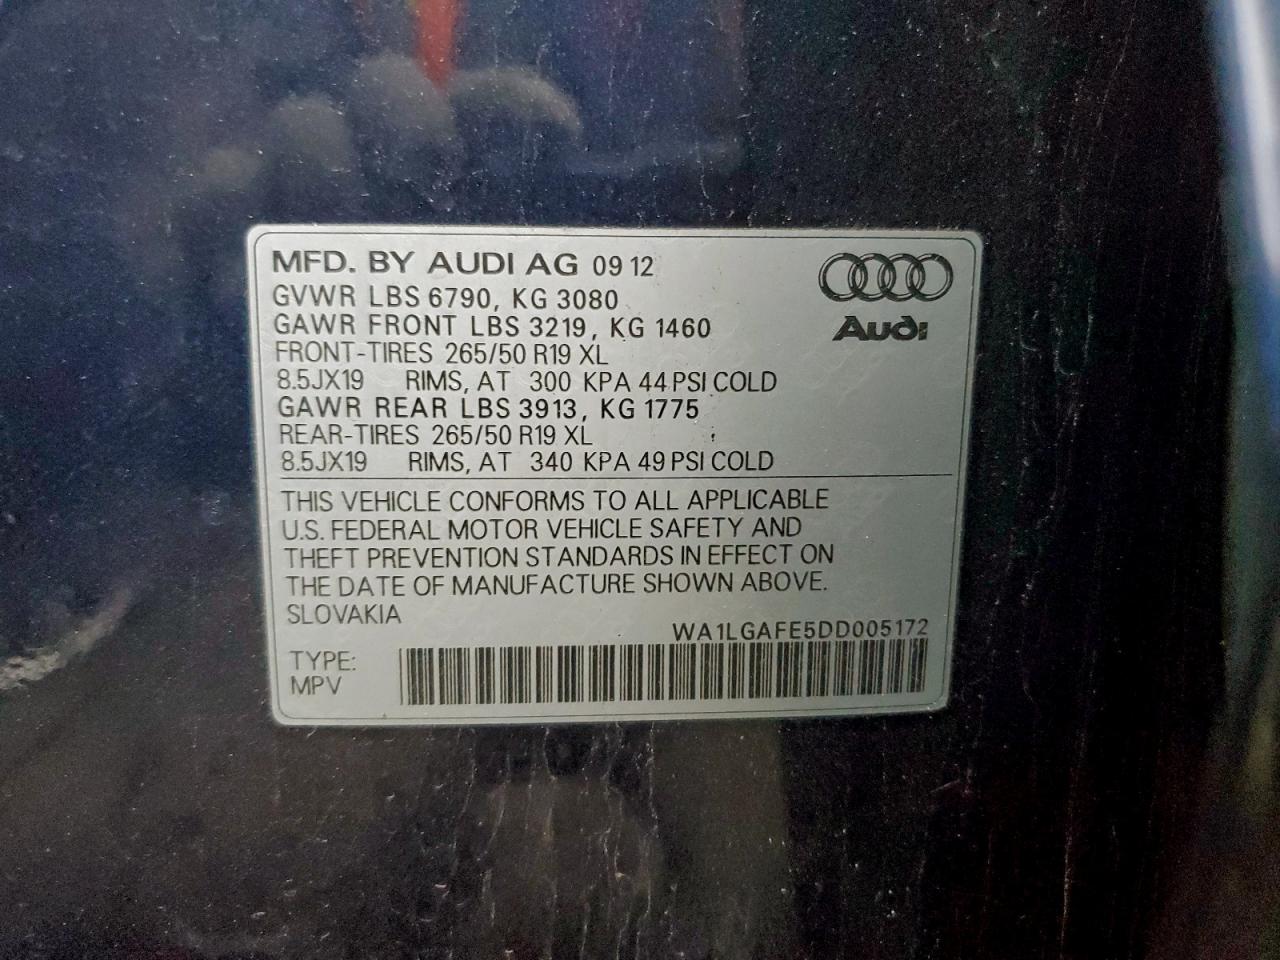 MFD. BY AUDI AG 09 12
GVWR LBS 6790, KG 3080
GAWR FRONT LBS 3219, KG 1460
FRONT-TIRES 265/50 R19 XL
8.5JX19 RIMS, AT 300 KPA 44 PSI COLD
GAWR REAR LBS 3913, KG 1775
REAR-TIRES 265/50 R19 XL
8.5JX19 RIMS, AT 340 KPA 49 PSI COLD
Audi
THIS VEHICLE CONFORMS TO ALL APPLICABLE
U.S. FEDERAL MOTOR VEHICLE SAFETY AND
THEFT PREVENTION STANDARDS IN EFFECT ON
THE DATE OF MANUFACTURE SHOWN ABOVE.
SLOVAKIA
WA1LGAFE5DD005172
TYPE:
MPV